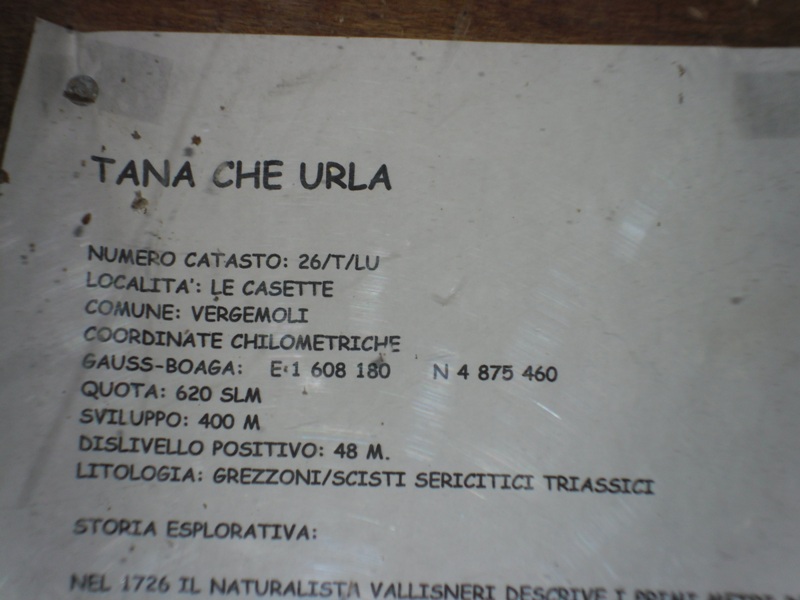 TANA CHE URLA
NUMERO CATASTO: 26/T/LU
LOCALITA': LE CASETTE
COMUNE: VERGEMOLI
COORDINATE CHILOMETRICHE
GAUSS-BOAGA: E:1 608 180 N 4 875 460
QUOTA: 620 SLM
SVILUPPO: 400 M
DISLIVELLO POSITIVO: 48 M.
LITOLOGIA: GREZZONI/SCISTI SERICITICI TRIASSICI
STORIA ESPLORATIVA:
NEL 1726 IL NATURALISTA VALLISNERI DESCRIVE I PRIMI METRI